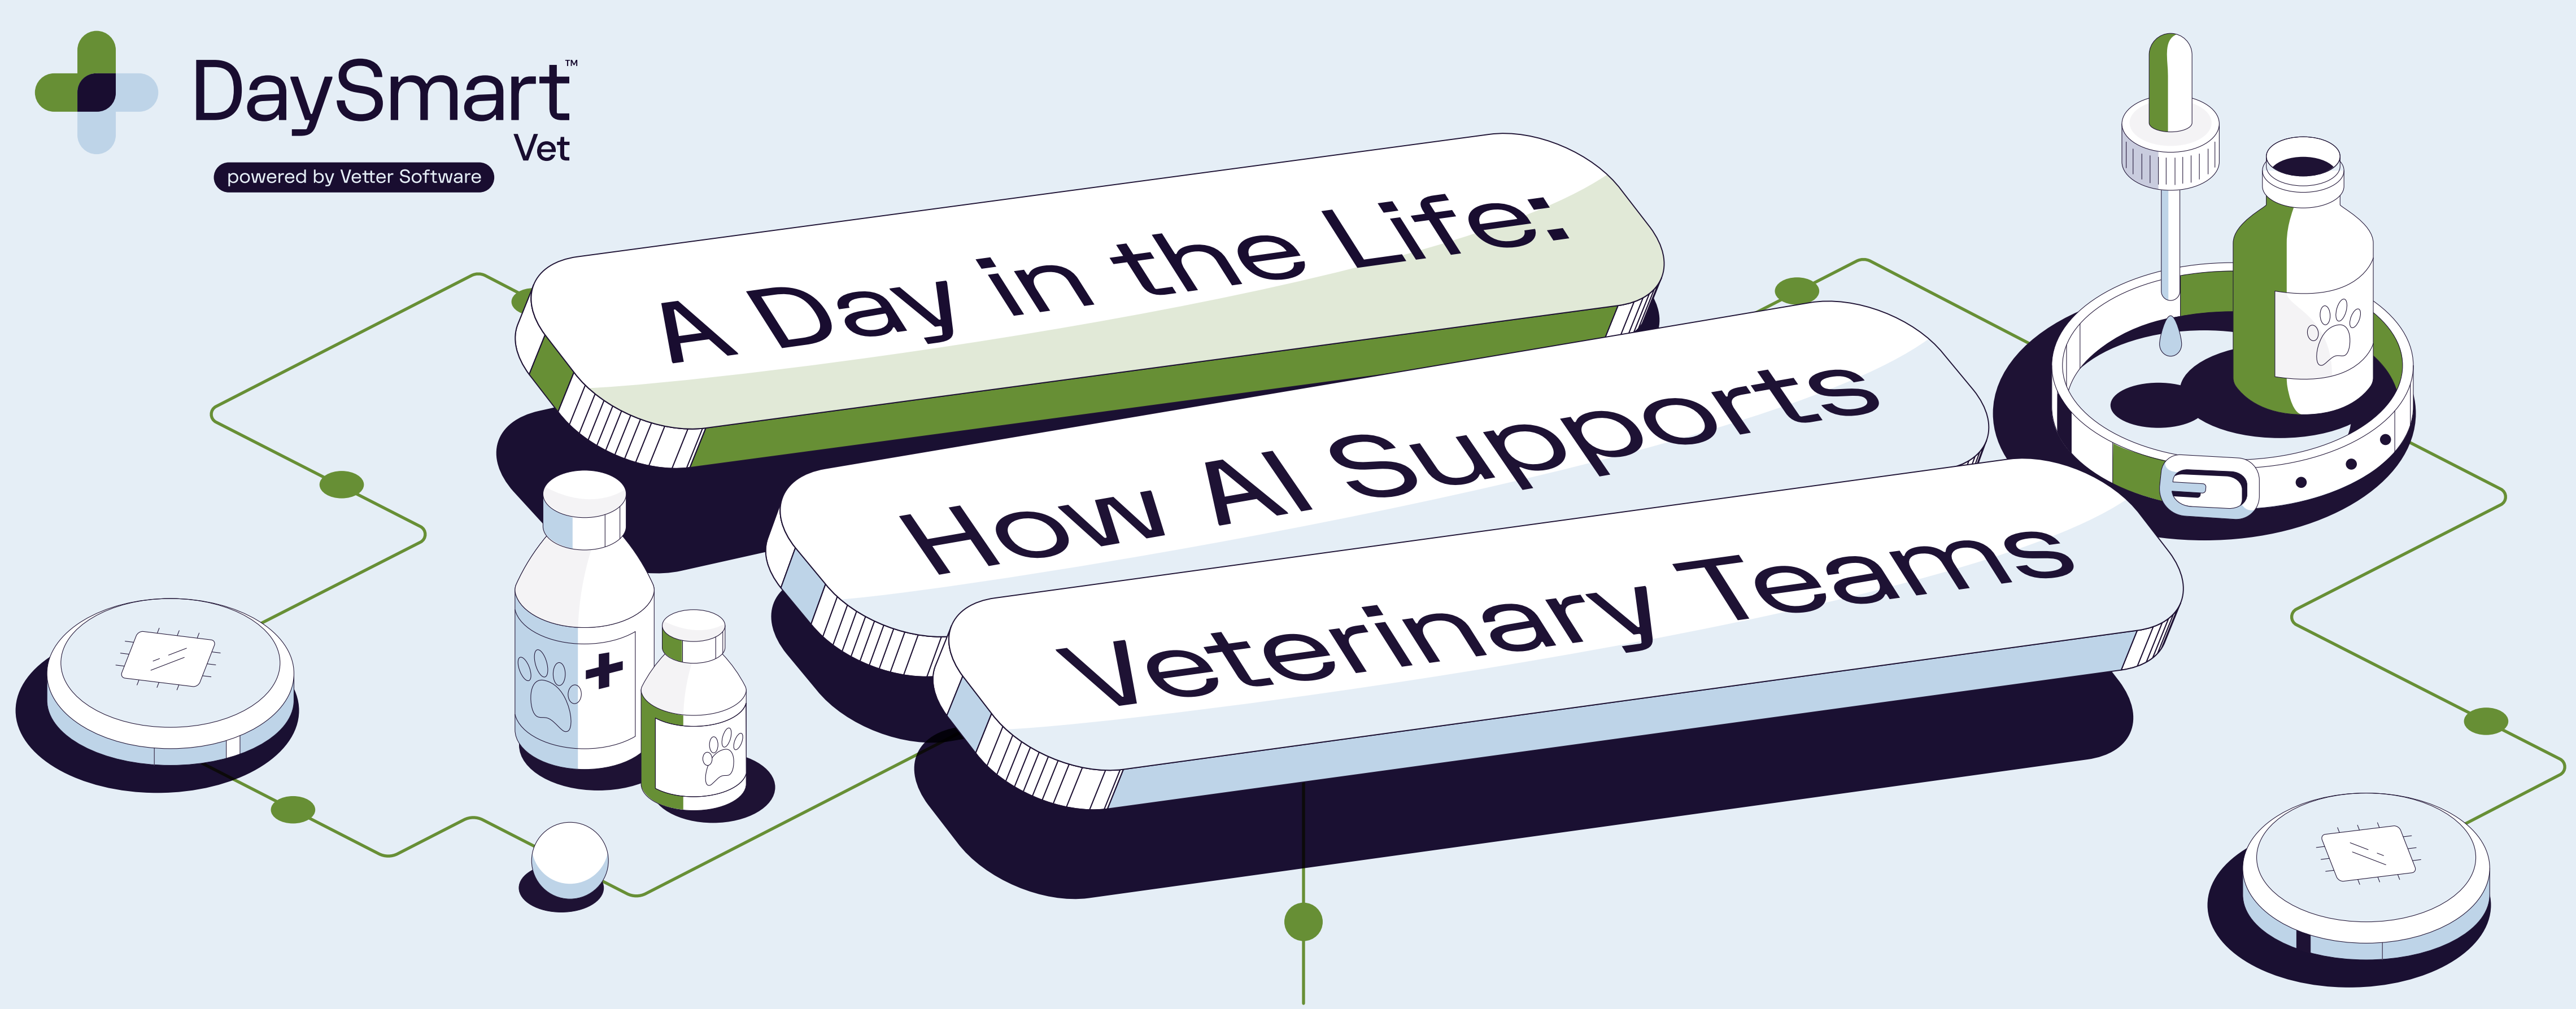 DaySmart™
Vet
powered by Vetter Software
A Day in the Life:
How AI Supports
Veterinary Teams